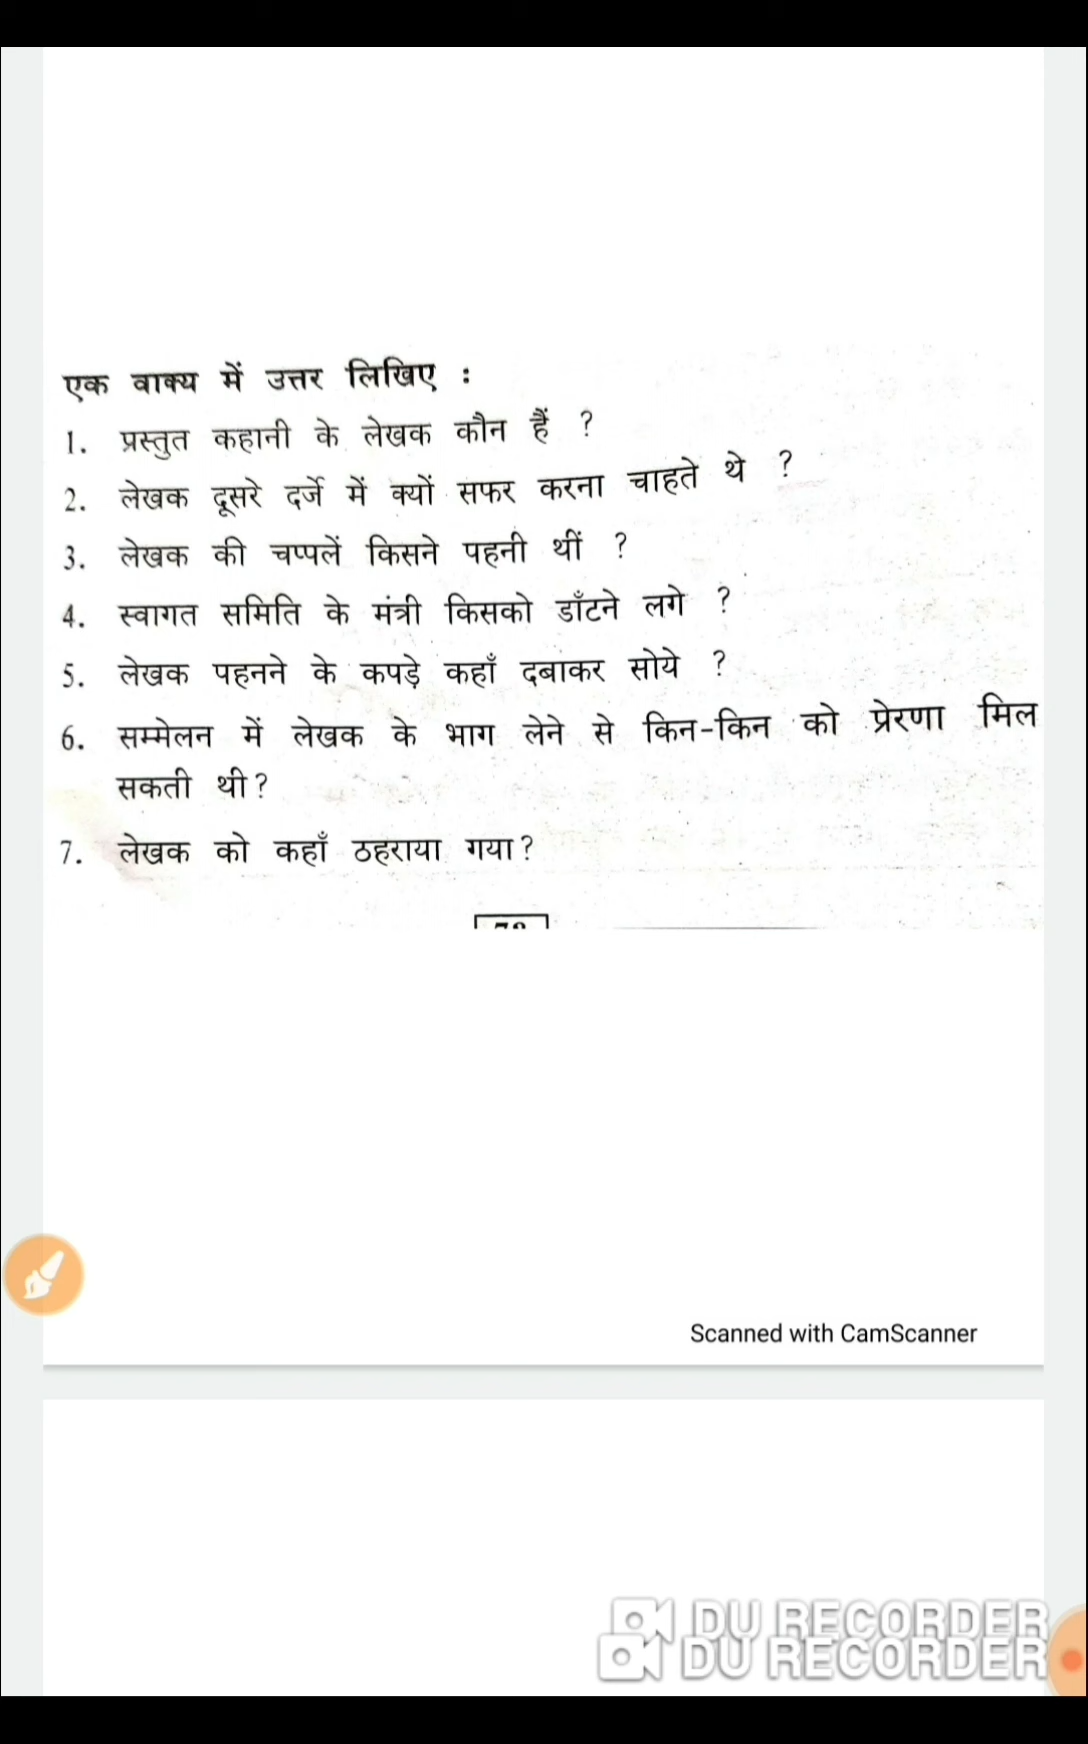 एक वाक्य में उत्तर लिखिए :
1. प्रस्तुत कहानी के लेखक कौन हैं ?
2. लेखक दूसरे दर्जे में क्यों सफर करना चाहते थे ?
3. लेखक की चप्पलें किसने पहनी थीं ?
4. स्वागत समिति के मंत्री किसको डाँटने लगे ?
5. लेखक पहनने के कपड़े कहाँ दबाकर सोये ?
6. सम्मेलन में लेखक के भाग लेने से किन-किन को प्रेरणा मिल
सकती थी?
7. लेखक को कहाँ ठहराया गया?
Scanned with CamScanner
DU RECORDER
DU RECORDER